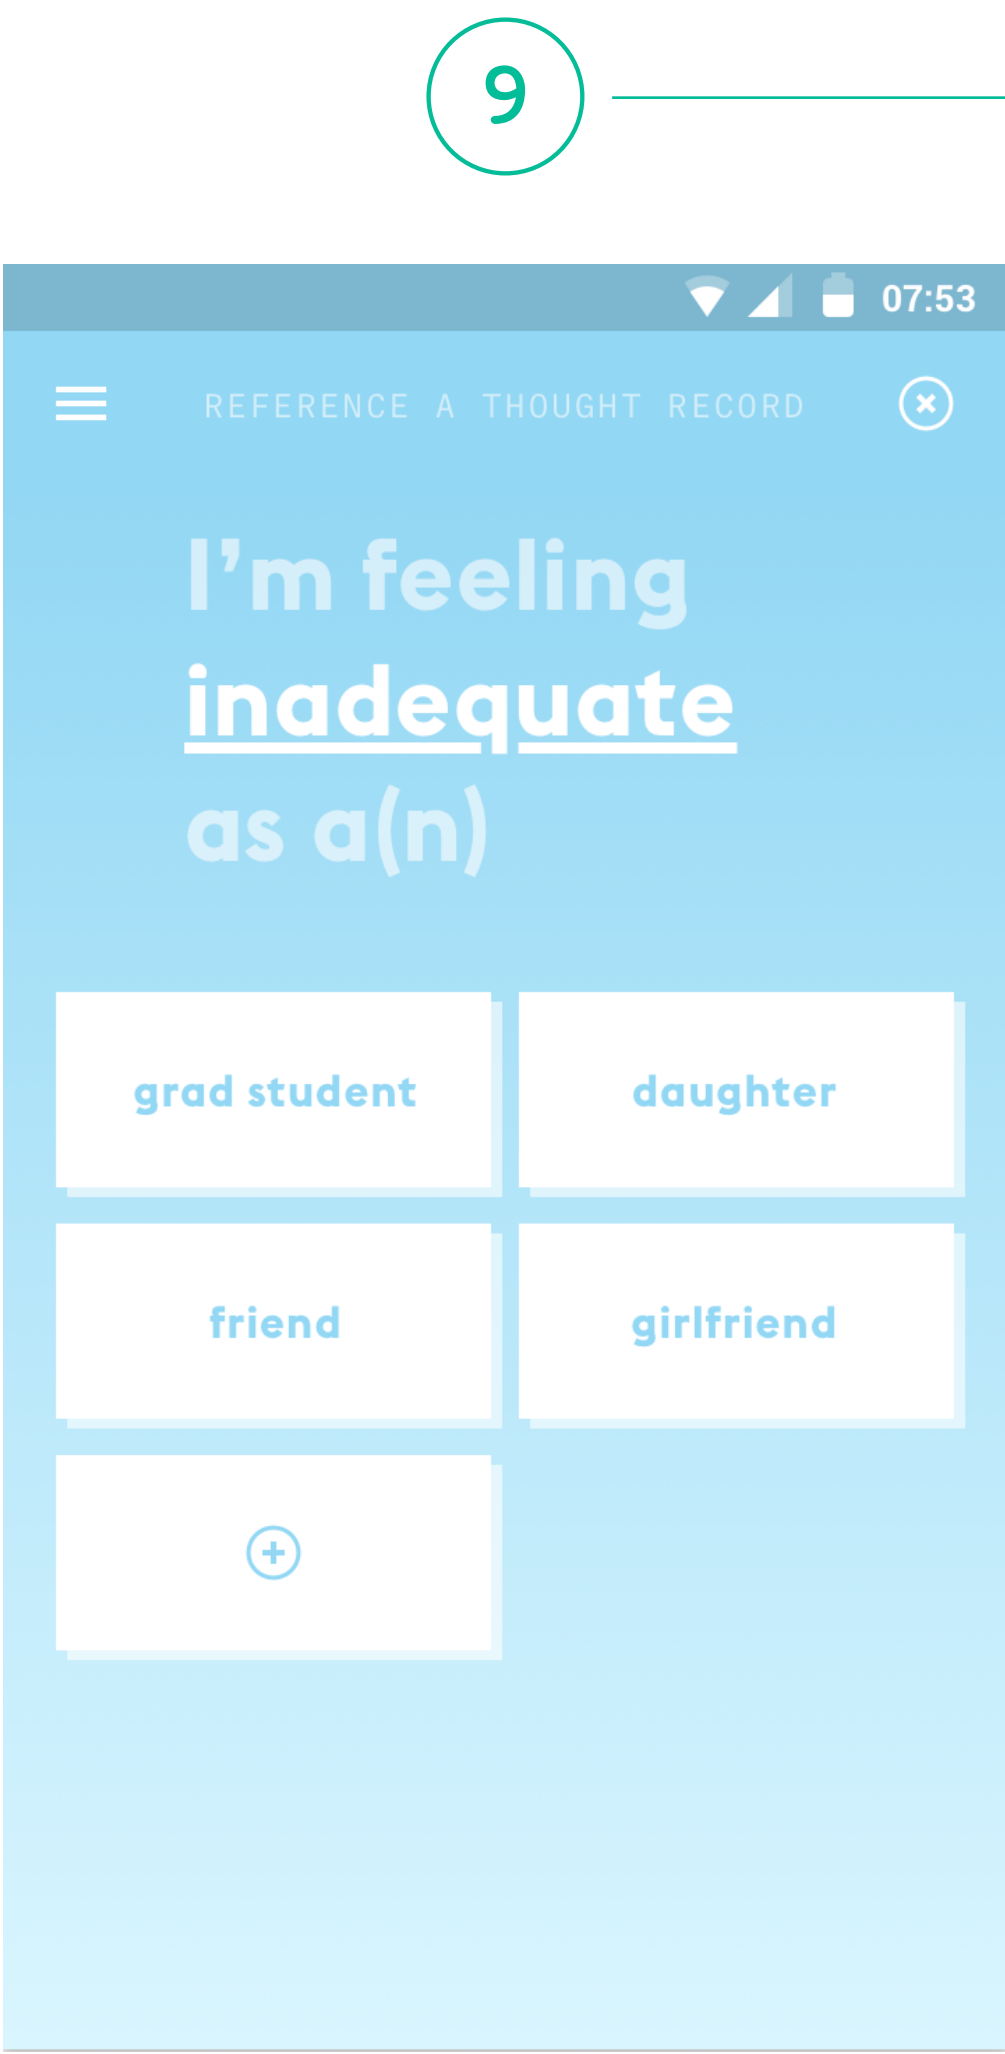 9
07:53
REFERENCE A THOUGHT RECORD
I'm feeling
inadequate
as a(n)
grad student
daughter
friend
girlfriend